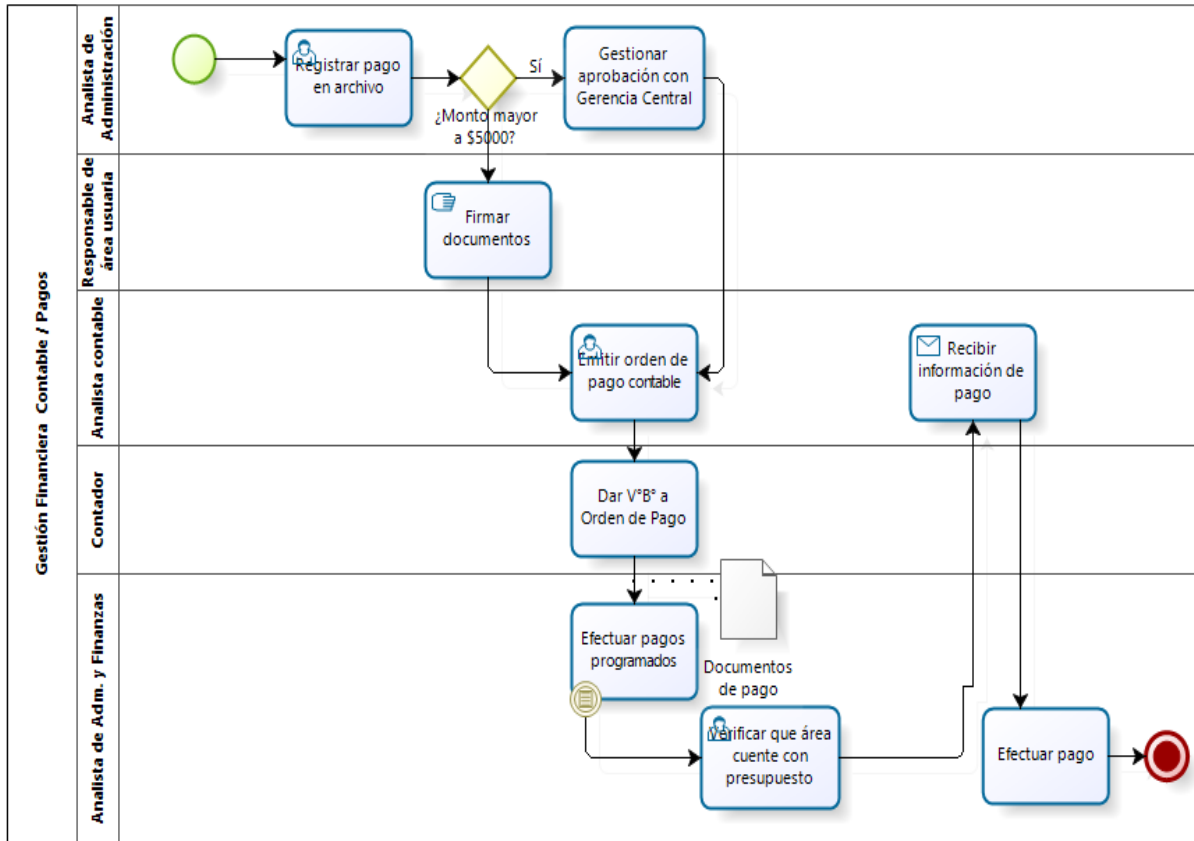 Gestión Financiera Contable / Pagos
Analista de
Administración
Registrar pago
en archivo
¿Monto mayor
a $5000?
Sí
Gestionar
aprobación con
Gerencia Central
Responsable de
área usuaria
Firmar
documentos
Analista contable
Emitir orden de
pago contable
Recibir
información de
pago
Contador
Dar V°B° a
Orden de Pago
Analista de Adm. y Finanzas
Efectuar pagos
programados
Documentos
de pago
Verificar que área
cuente con
presupuesto
Efectuar pago